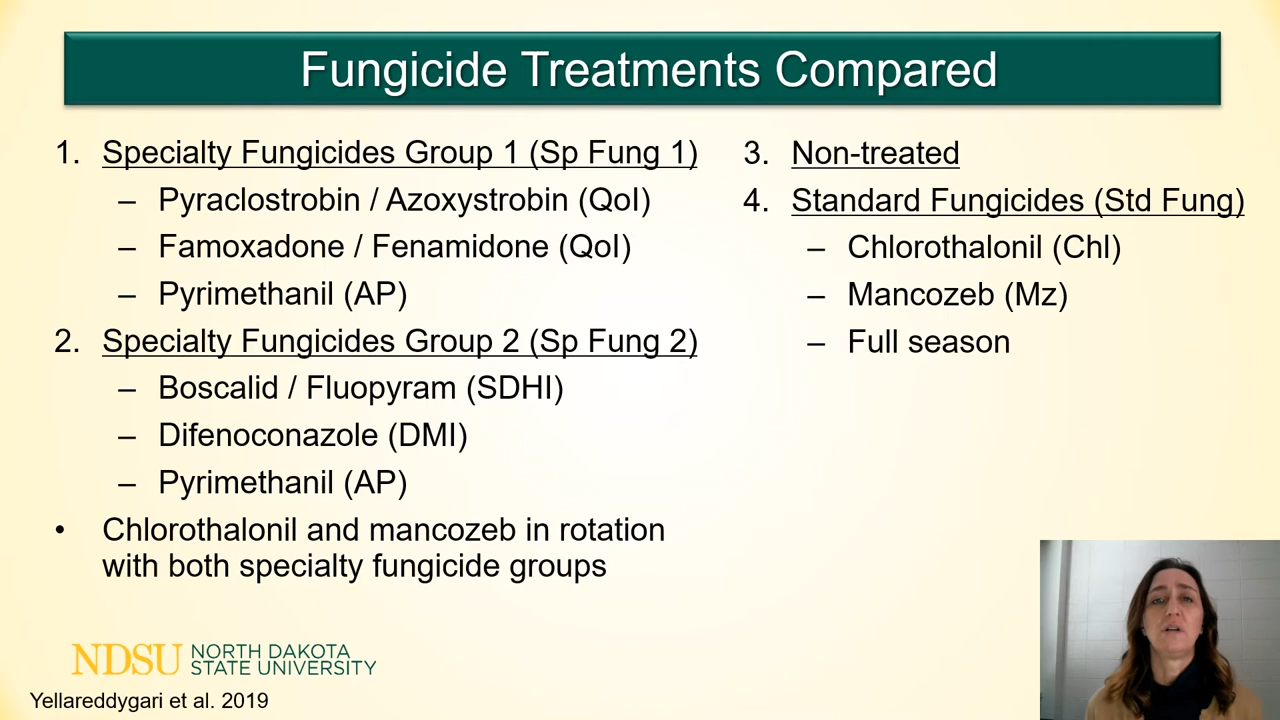 Fungicide Treatments Compared
1. Specialty Fungicides Group 1 (Sp Fung 1)
– Pyraclostrobin / Azoxystrobin (QoI)
– Famoxadone / Fenamidone (QoI)
– Pyrimethanil (AP)
2. Specialty Fungicides Group 2 (Sp Fung 2)
– Boscalid / Fluopyram (SDHI)
– Difenoconazole (DMI)
– Pyrimethanil (AP)
• Chlorothalonil and mancozeb in rotation
with both specialty fungicide groups
3. Non-treated
4. Standard Fungicides (Std Fung)
– Chlorothalonil (Chl)
– Mancozeb (Mz)
– Full season
NDSU NORTH DAKOTA
STATE UNIVERSITY
Yellareddygari et al. 2019